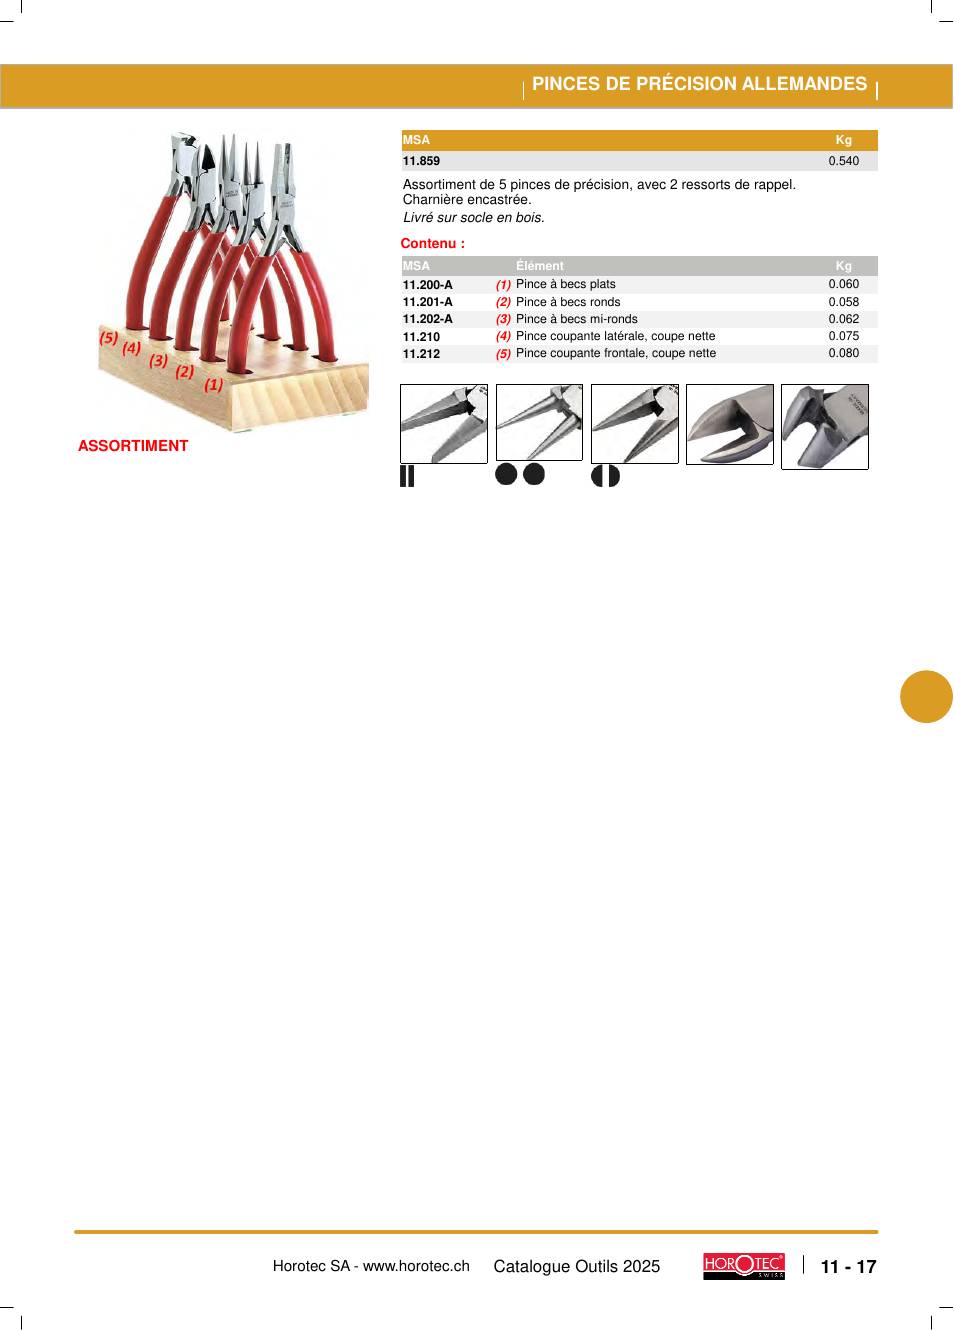 PINCES DE PRÉCISION ALLEMANDES
MSA Kg
11.859 0.540
Assortiment de 5 pinces de précision, avec 2 ressorts de rappel.
Charnière encastrée.
Livré sur socle en bois.
Contenu :
MSA Élément Kg
11.200-A (1) Pince à becs plats 0.060
11.201-A (2) Pince à becs ronds 0.058
11.202-A (3) Pince à becs mi-ronds 0.062
11.210 (4) Pince coupante latérale, coupe nette 0.075
11.212 (5) Pince coupante frontale, coupe nette 0.080
(5)
(4)
(3)
(2)
(1)
ASSORTIMENT
Horotec SA - www.horotec.ch Catalogue Outils 2025 HOROTEC® SWISS 11 - 17